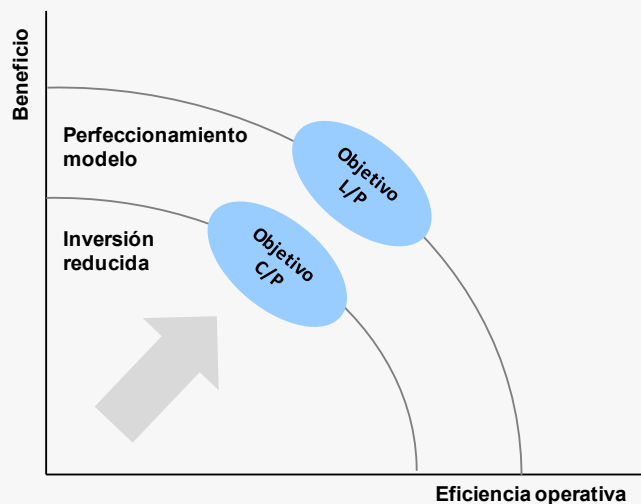 Beneficio
Perfeccionamiento
modelo
Objetivo
L/P
Inversión
reducida
Objetivo
C/P
Eficiencia operativa